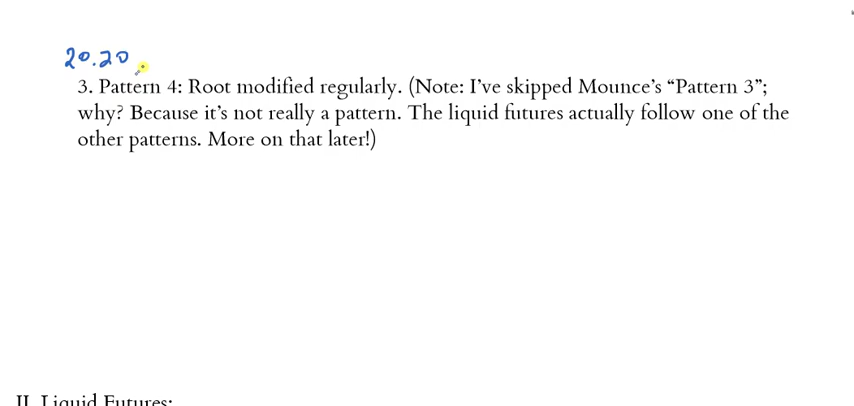 20.20
3. Pattern 4: Root modified regularly. (Note: I’ve skipped Mounce’s “Pattern 3”;
why? Because it’s not really a pattern. The liquid futures actually follow one of the
other patterns. More on that later!)
II. Liquid Futures: